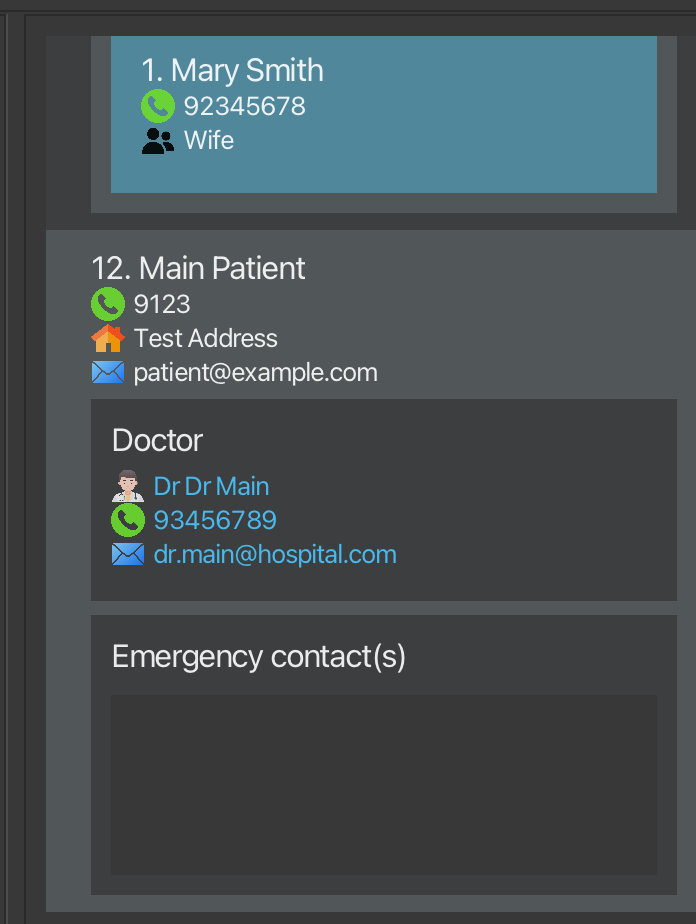 1. Mary Smith
92345678
Wife
12. Main Patient
9123
Test Address
patient@example.com
Doctor
Dr Dr Main
93456789
dr.main@hospital.com
Emergency contact(s)